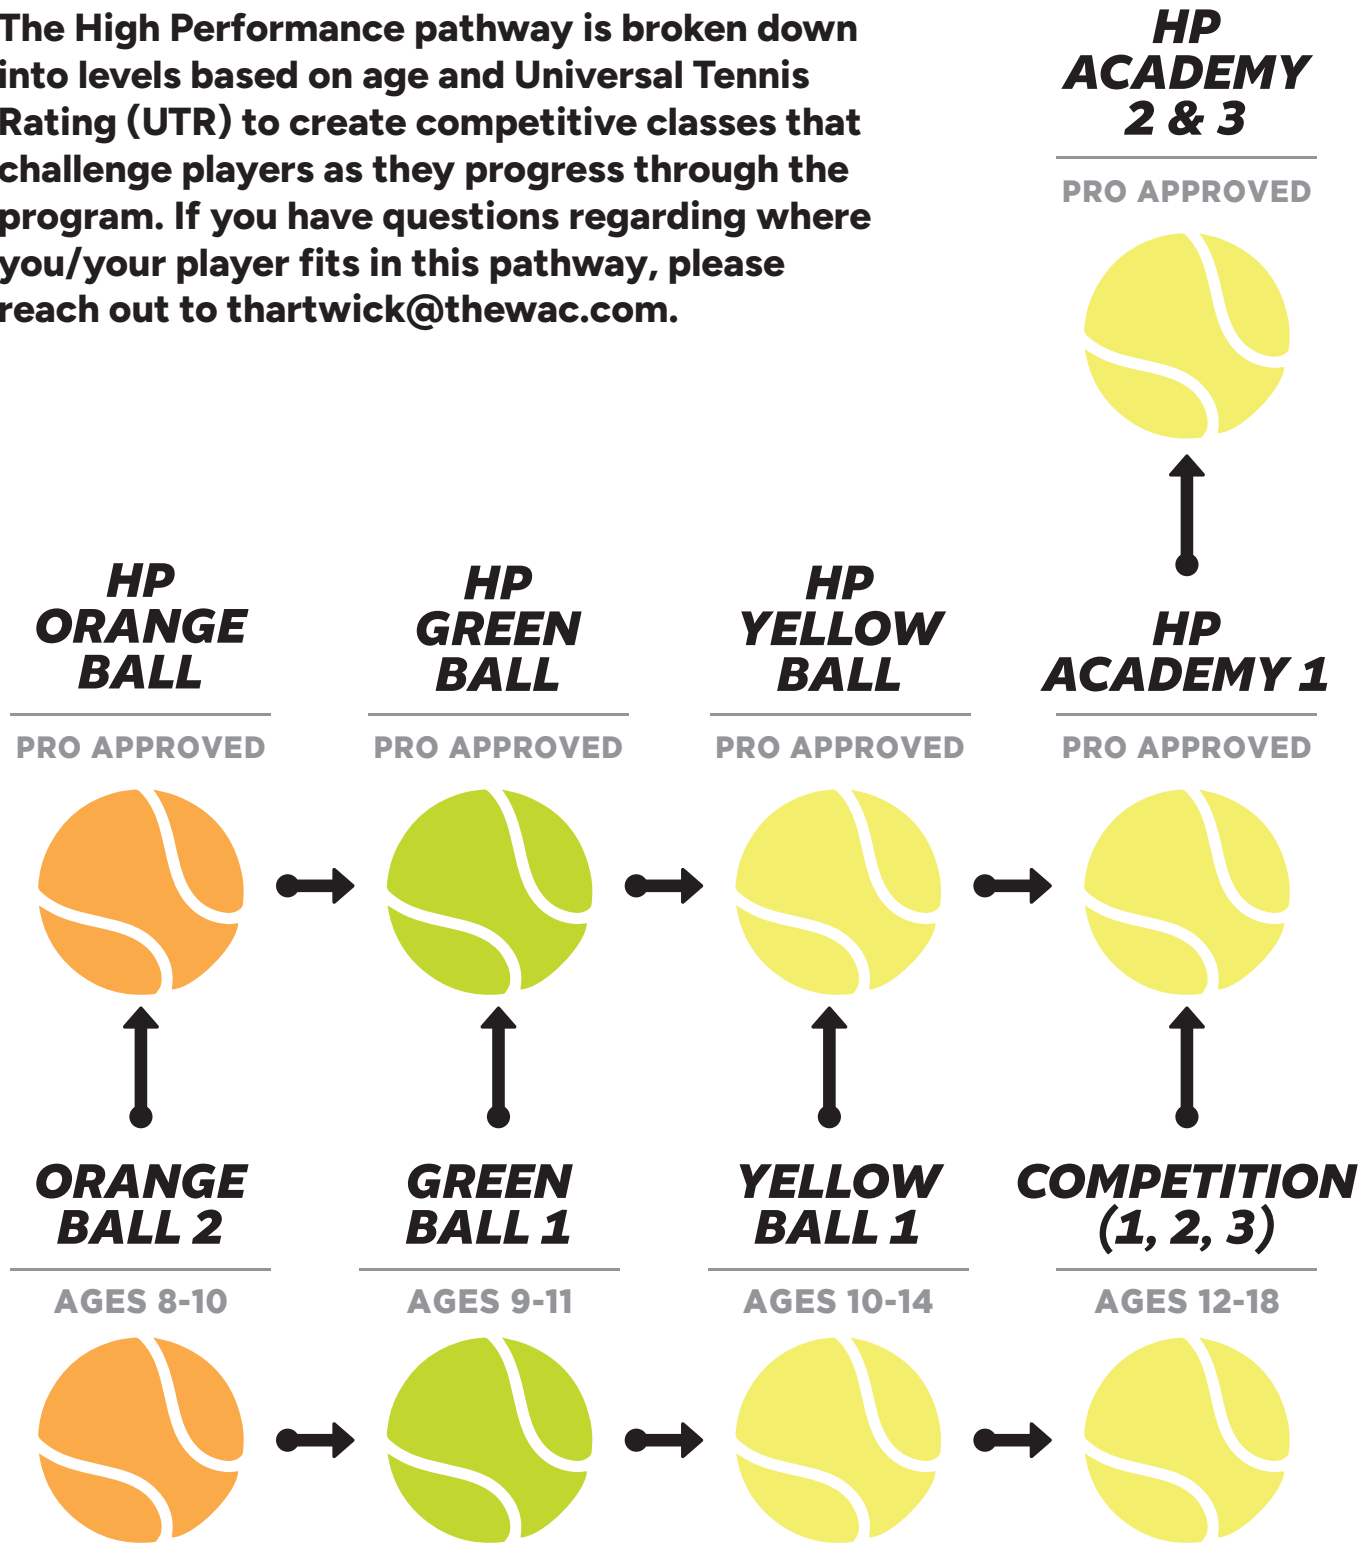 The High Performance pathway is broken down
into levels based on age and Universal Tennis
Rating (UTR) to create competitive classes that
challenge players as they progress through the
program. If you have questions regarding where
you/your player fits in this pathway, please
reach out to thartwick@thewac.com.
HP
ACADEMY
2 & 3
PRO APPROVED
HP
ORANGE
BALL
PRO APPROVED
HP
GREEN
BALL
PRO APPROVED
HP
YELLOW
BALL
PRO APPROVED
HP
ACADEMY 1
PRO APPROVED
ORANGE
BALL 2
AGES 8-10
GREEN
BALL 1
AGES 9-11
YELLOW
BALL 1
AGES 10-14
COMPETITION
(1, 2, 3)
AGES 12-18